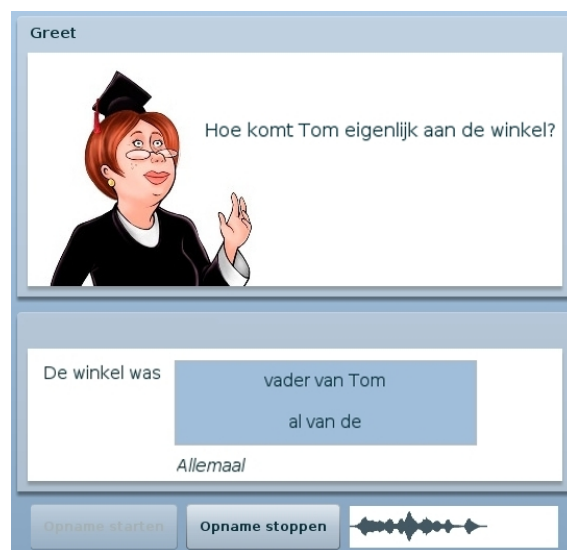 Greet
Hoe komt Tom eigenlijk aan de winkel?
De winkel was
vader van Tom
al van de
Allemaal
Opname starten
Opname stoppen